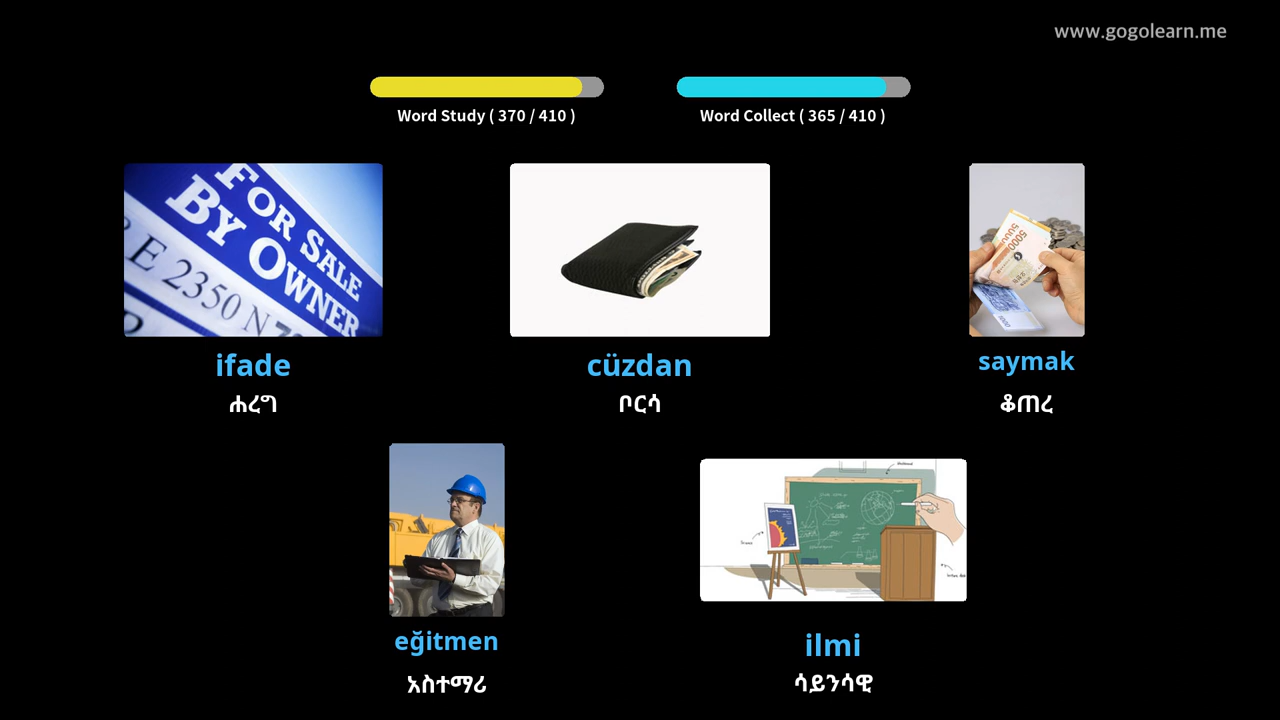 www.gogolearn.me
Word Study ( 370 / 410 )
Word Collect ( 365 / 410 )
FOR SALE
BY OWNER
E 2350 N
5000
ifade
ሐረግ
cüzdan
ቦርሳ
saymak
ቆጠረ
eğitmen
አስተማሪ
ilmi
ሳይንሳዊ